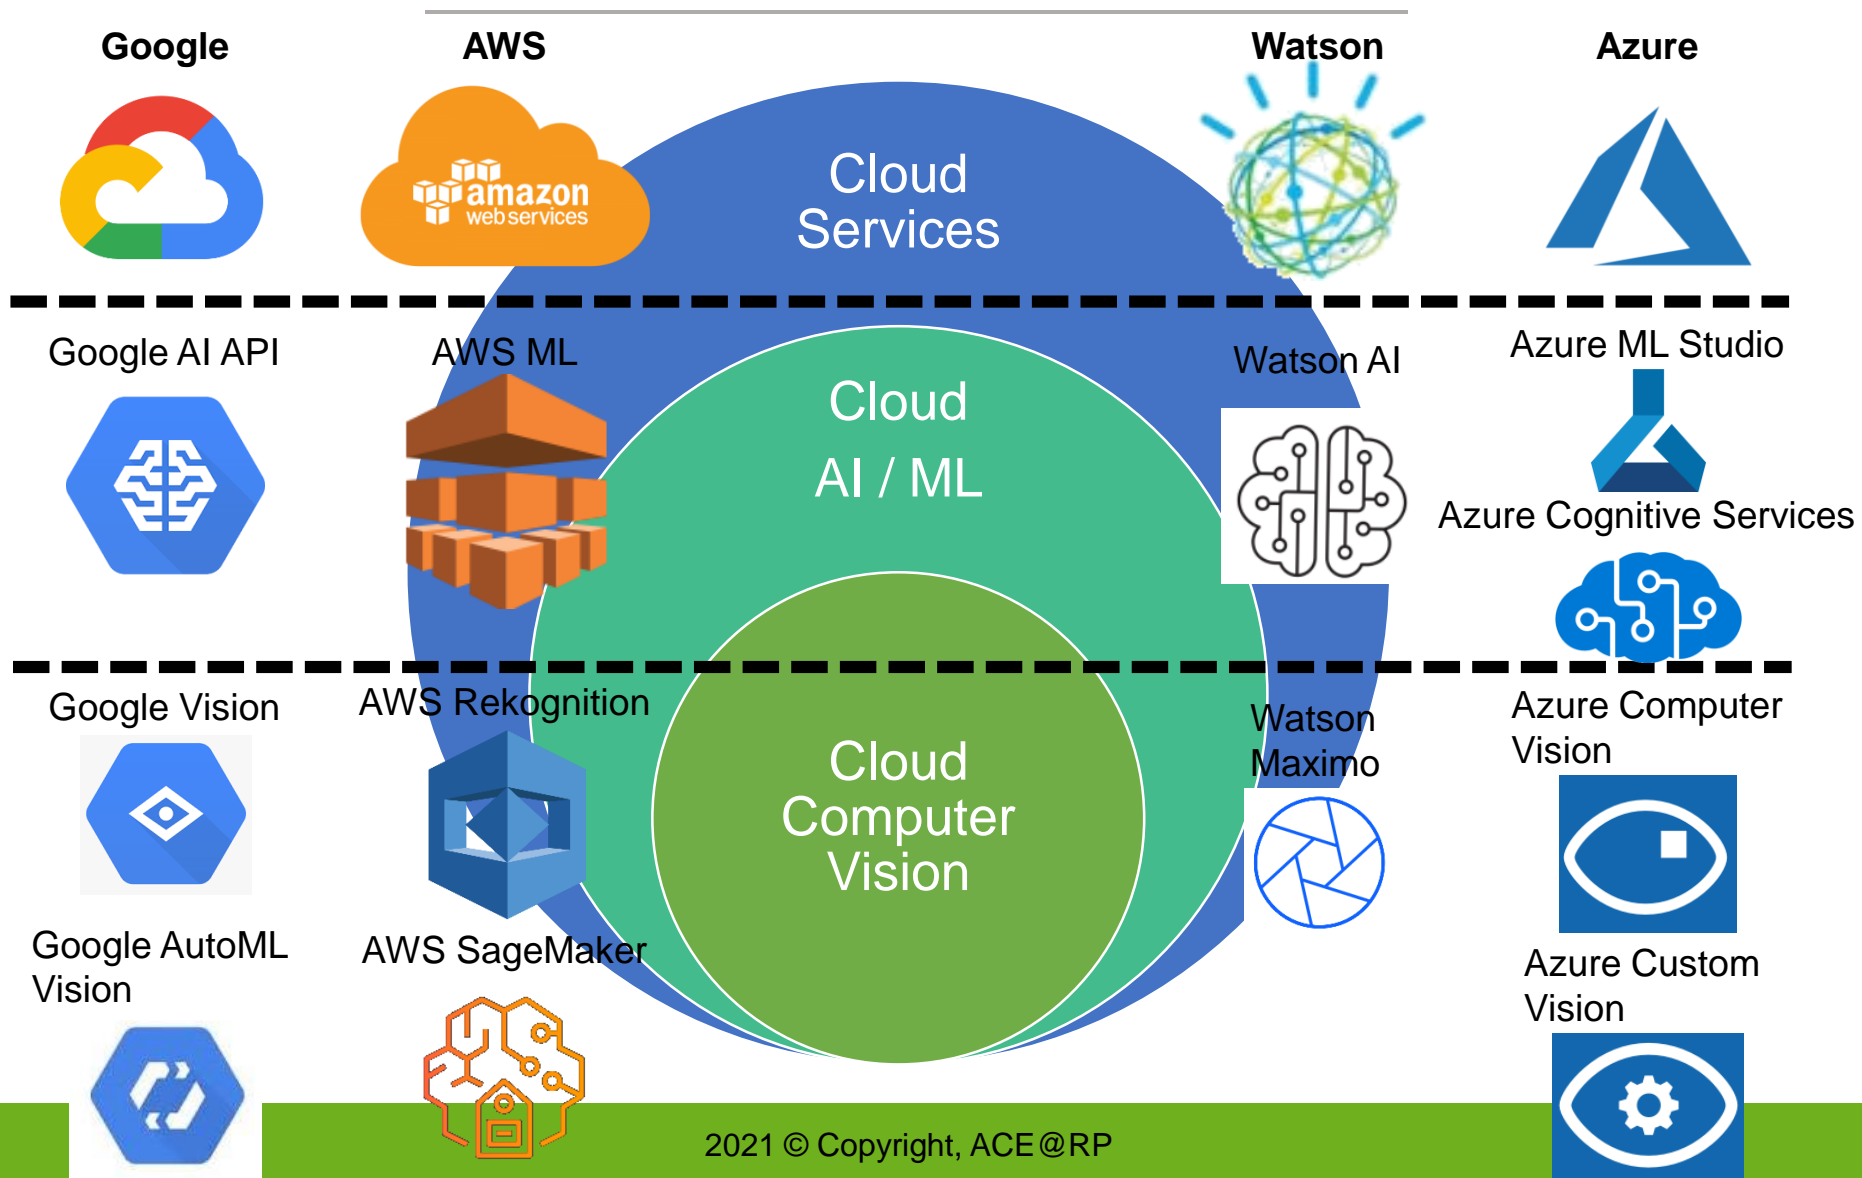 Google
AWS
Watson
Azure
amazon
webservices
Cloud
Services
Google AI API
AWS ML
Watson AI
Azure ML Studio
Cloud
AI / ML
Azure Cognitive Services
Google Vision
AWS Rekognition
Watson
Maximo
Azure Computer
Vision
Cloud
Computer
Vision
Google AutoML
Vision
AWS SageMaker
Azure Custom
Vision
2021 © Copyright, ACE@RP